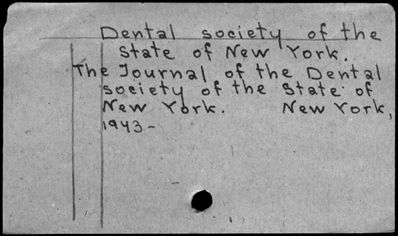 Dental society of the
State of New York.
The Journal of the Dental
society of the State of
New York. New York,
1943-